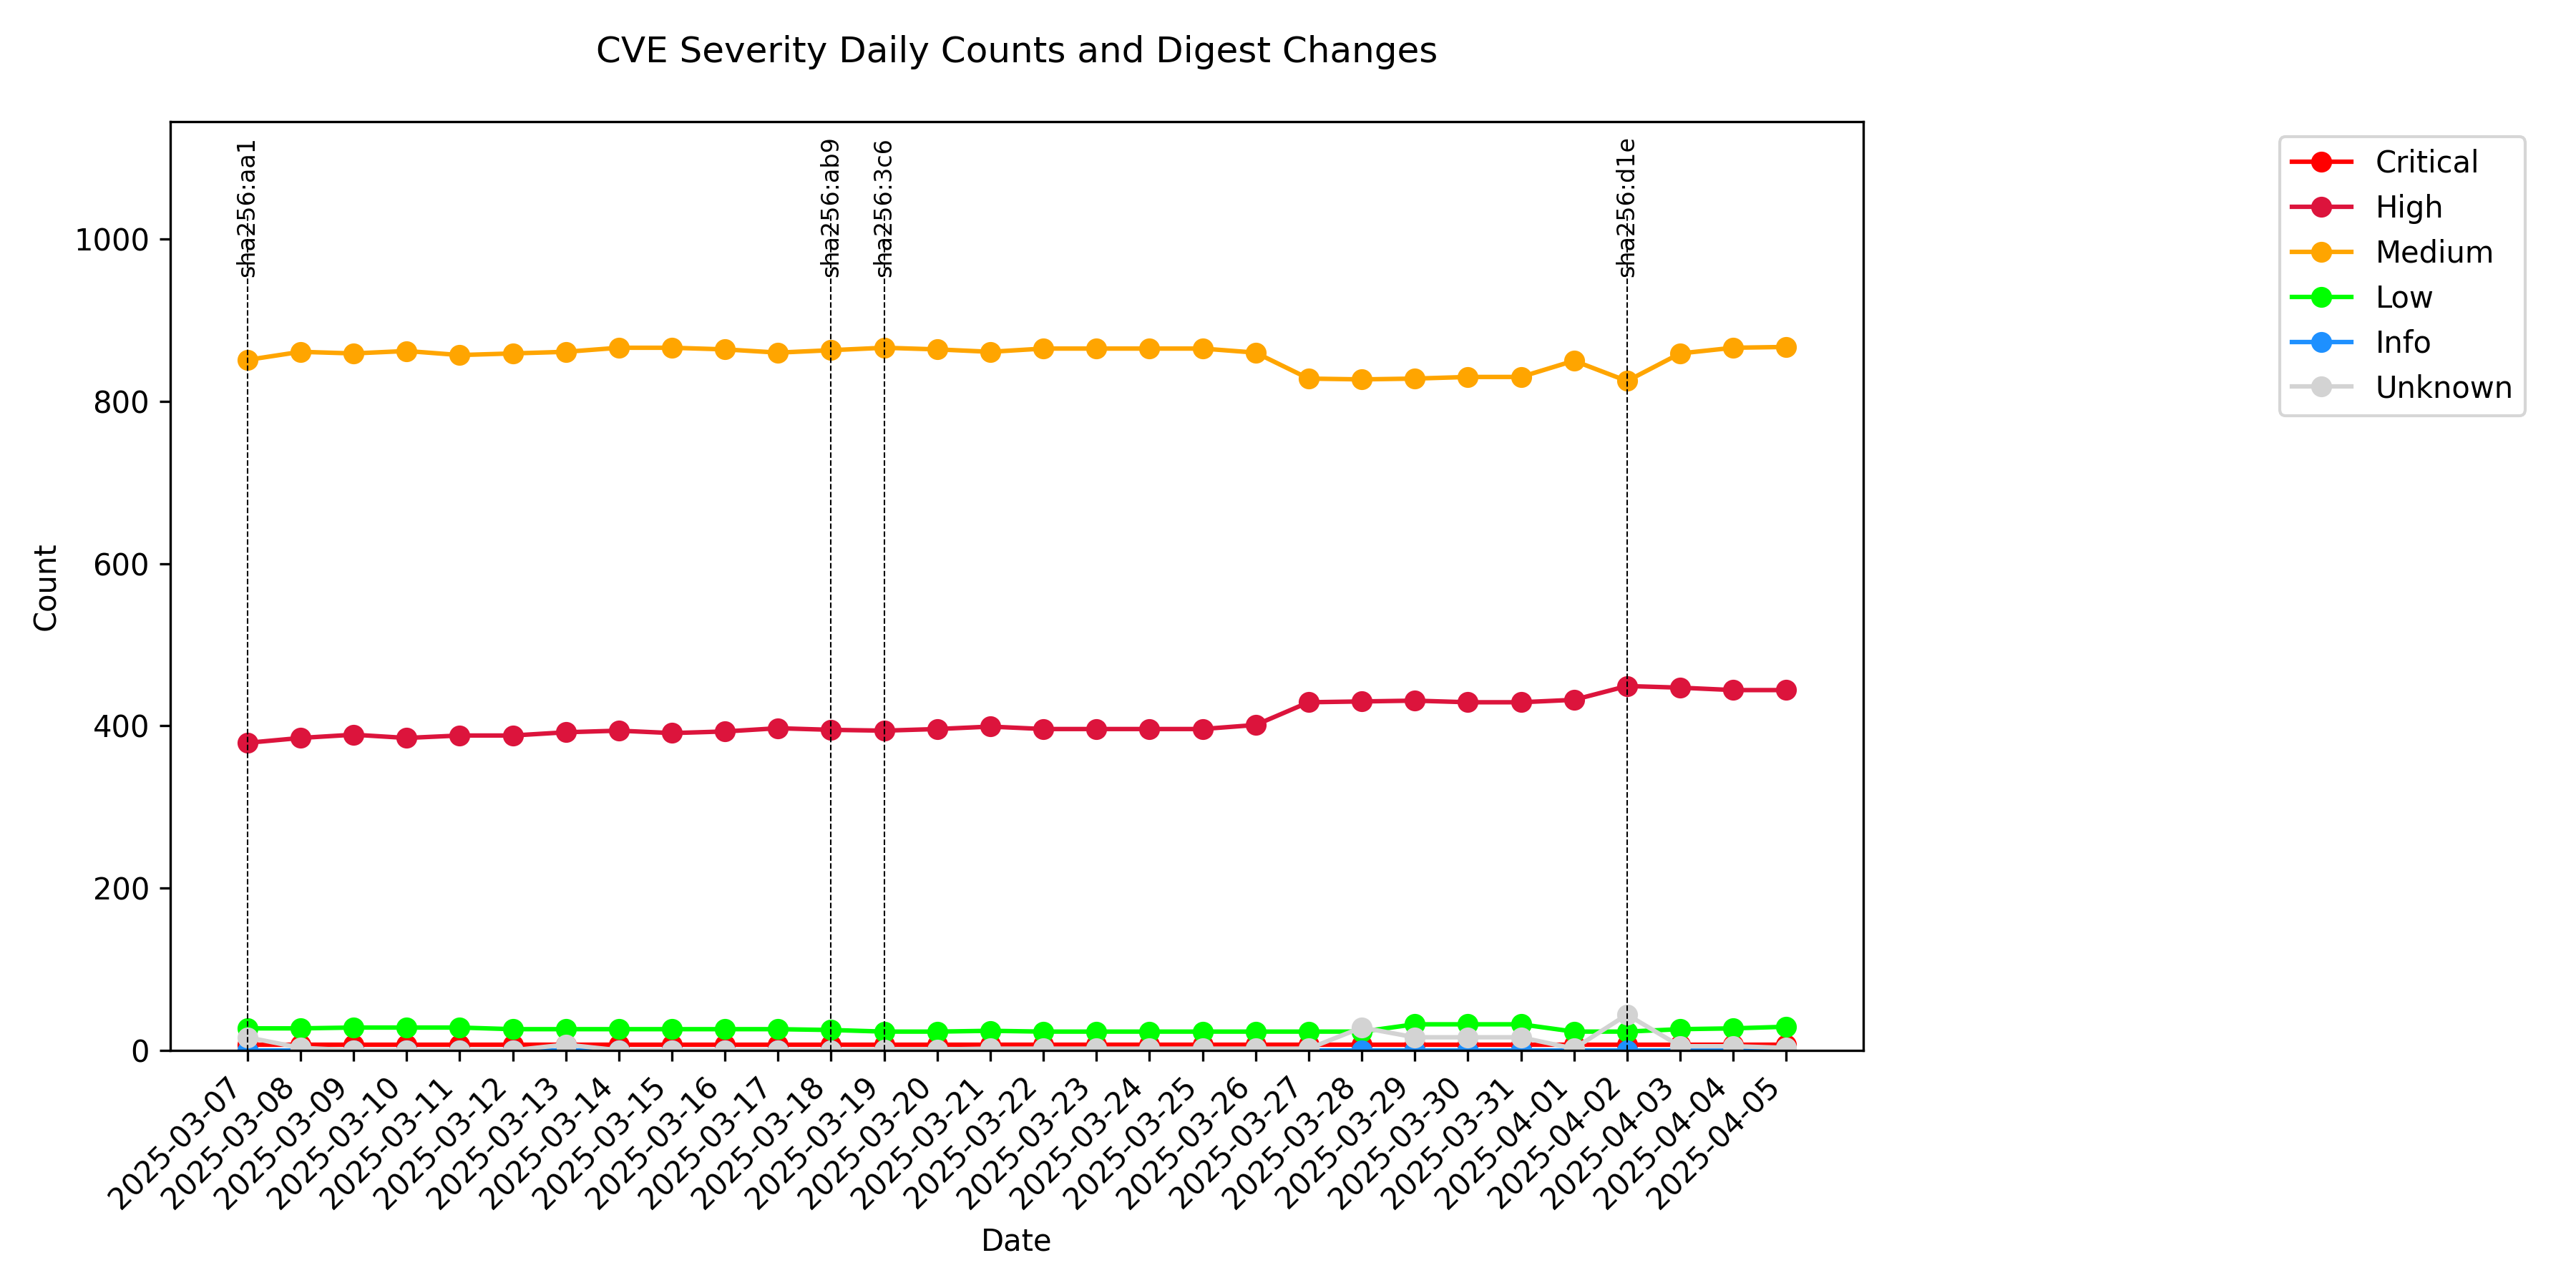 CVE Severity Daily Counts and Digest Changes
sha256:aa1
sha256:ab9
sha256:3c6
sha256:d1e
Critical
High
Medium
Low
Info
Unknown
1000
800
600
400
200
0
Count
2025-03-07
2025-03-08
2025-03-09
2025-03-10
2025-03-11
2025-03-12
2025-03-13
2025-03-14
2025-03-15
2025-03-16
2025-03-17
2025-03-18
2025-03-19
2025-03-20
2025-03-21
2025-03-22
2025-03-23
2025-03-24
2025-03-25
2025-03-26
2025-03-27
2025-03-28
2025-03-29
2025-03-30
2025-03-31
2025-04-01
2025-04-02
2025-04-03
2025-04-04
2025-04-05
Date